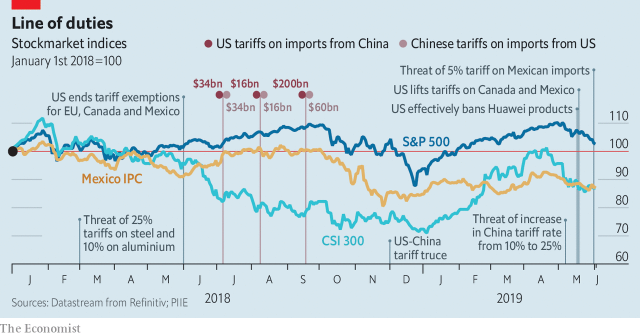 Line of duties
Stockmarket indices
January 1st 2018=100
US tariffs on imports from China
Chinese tariffs on imports from US
Threat of 5% tariff on Mexican imports
US lifts tariffs on Canada and Mexico
US effectively bans Huawei products
US ends tariff exemptions
for EU, Canada and Mexico
$34bn
$16bn
$200bn
$34bn
$16bn
$60bn
S&P 500
Mexico IPC
CSI 300
Threat of 25%
tariffs on steel and
10% on aluminium
US-China
tariff truce
Threat of increase
in China tariff rate
from 10% to 25%
110
100
90
80
70
60
J F M A M J J A S O N D J F M A M J
2018
2019
Sources: Datastream from Refinitiv; PIIE
The Economist